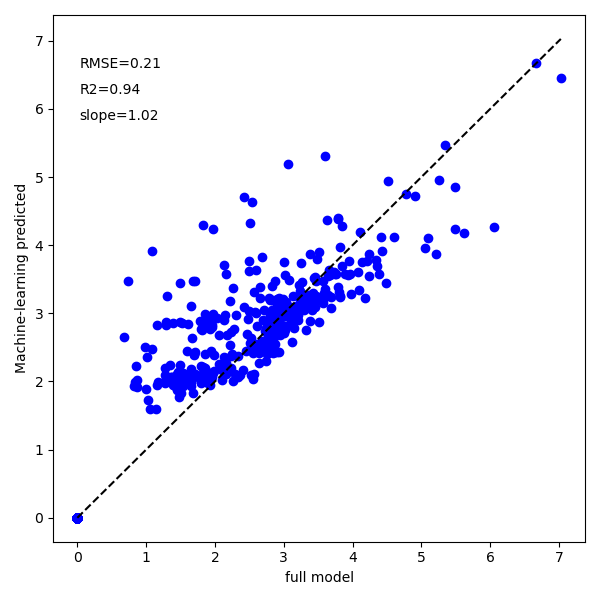 RMSE=0.21
R2=0.94
slope=1.02
Machine-learning predicted
7
6
5
4
3
2
1
0
0 1 2 3 4 5 6 7
full model